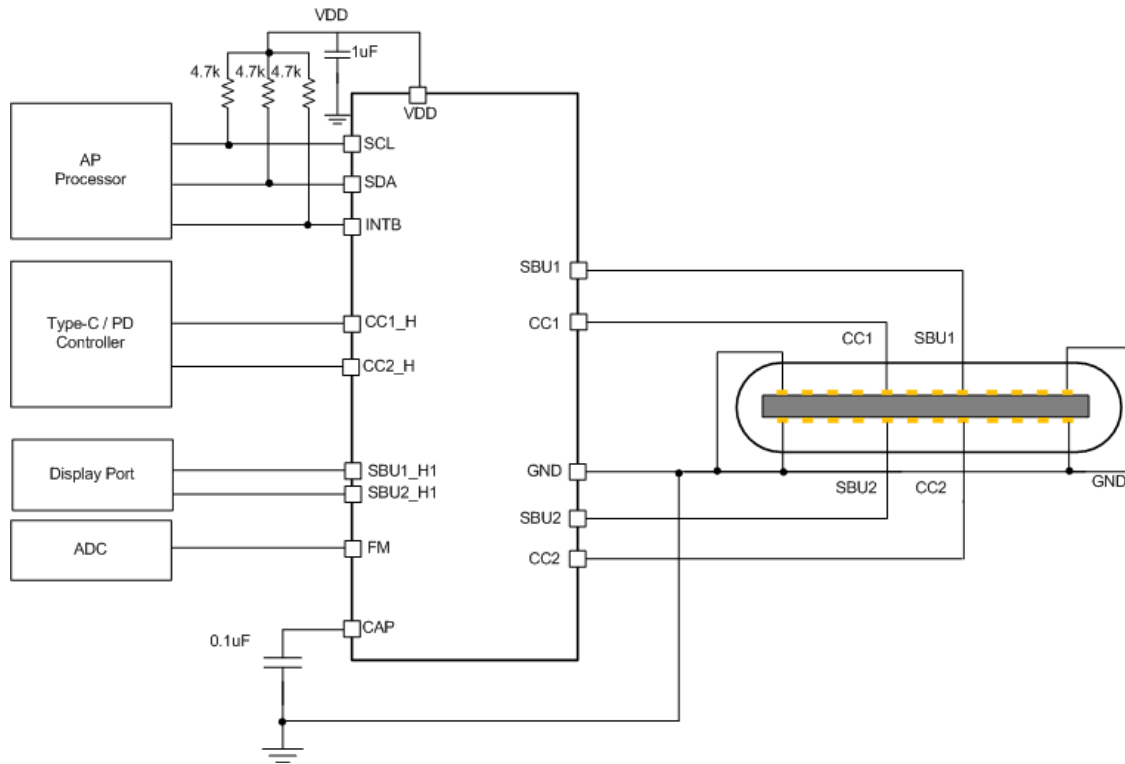 VDD
1uF
4.7k
4.7k
4.7k
VDD
AP
Processor
SCL
SDA
INTB
Type-C / PD
Controller
CC1_H
CC2_H
SBU1
CC1
CC1
SBU1
Display Port
SBU1_H1
SBU2_H1
GND
SBU2
CC2
GND
ADC
FM
SBU2
CC2
CAP
0.1uF